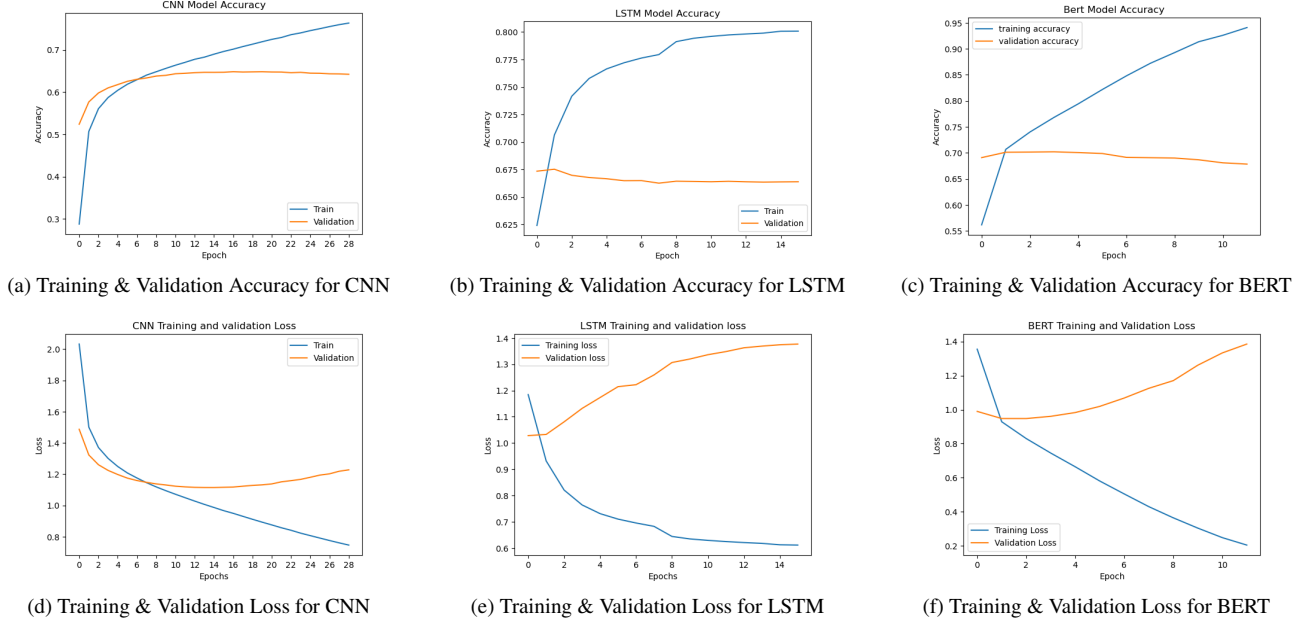 CNN Model Accuracy
Accuracy
0.7
0.6
0.5
0.4
0.3
Train
Validation
0 2 4 6 8 10 12 14 16 18 20 22 24 26 28
Epoch
(a) Training & Validation Accuracy for CNN
LSTM Model Accuracy
Accuracy
0.800
0.775
0.750
0.725
0.700
0.675
0.650
0.625
Train
Validation
0 2 4 6 8 10 12 14
Epoch
(b) Training & Validation Accuracy for LSTM
Bert Model Accuracy
training accuracy
validation accuracy
Accuracy
0.95
0.90
0.85
0.80
0.75
0.70
0.65
0.60
0.55
0 2 4 6 8 10
Epoch
(c) Training & Validation Accuracy for BERT
CNN Training and validation Loss
Train
Validation
Loss
2.0
1.8
1.6
1.4
1.2
1.0
0.8
0 2 4 6 8 10 12 14 16 18 20 22 24 26 28
Epochs
(d) Training & Validation Loss for CNN
LSTM Training and validation loss
Training loss
Validation loss
Loss
1.4
1.3
1.2
1.1
1.0
0.9
0.8
0.7
0.6
0 2 4 6 8 10 12 14
Epochs
(e) Training & Validation Loss for LSTM
BERT Training and Validation Loss
Loss
1.4
1.2
1.0
0.8
0.6
0.4
0.2
Training Loss
Validation Loss
0 2 4 6 8 10
Epoch
(f) Training & Validation Loss for BERT